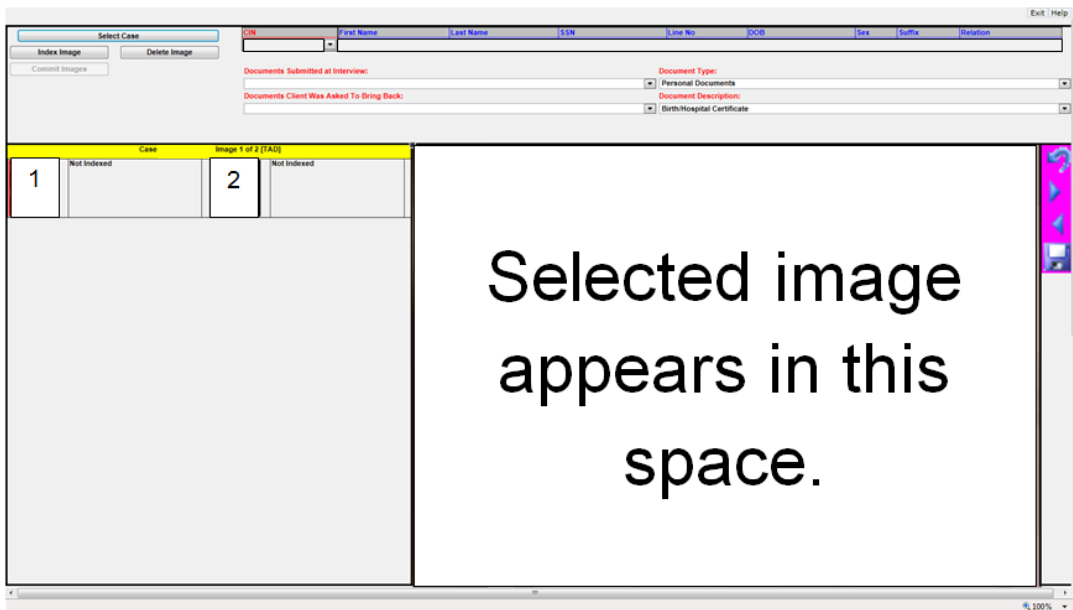 Exit Help
Select Case
Index Image Delete Image
Commit Images
CIN First Name Last Name SSN Line No DOB Sex Suffix Relation
Documents Submitted at Interview: Document Type:
Personal Documents
Documents Client Was Asked To Bring Back: Document Description:
Birth/Hospital Certificate
Case Image 1 of 2 [TAD]
1 Not Indexed 2 Not Indexed
Selected image
appears in this
space.
100%